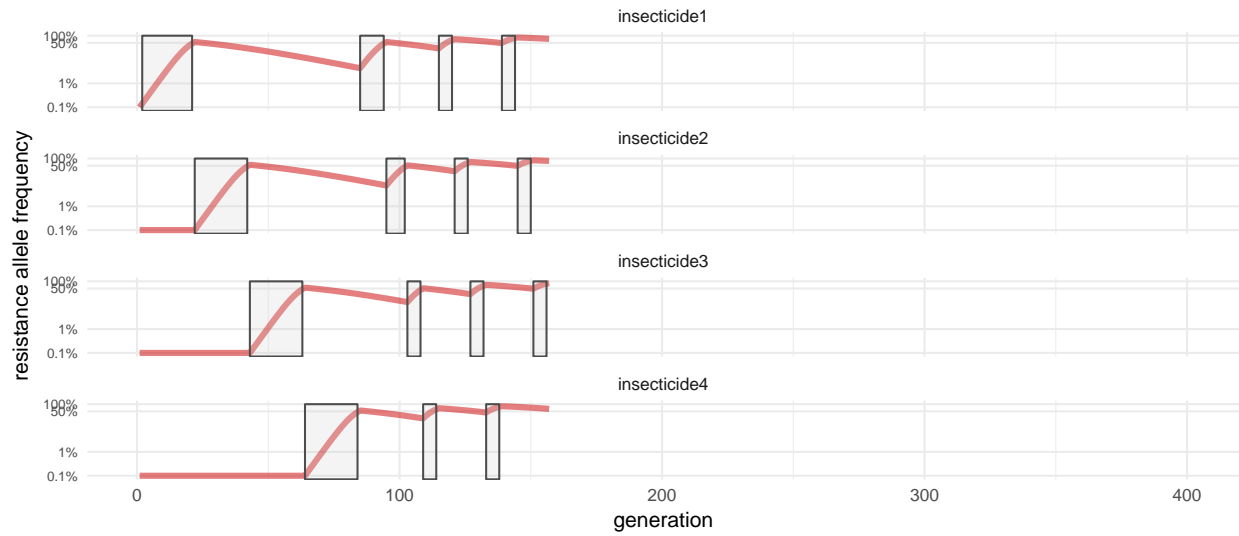 insecticide1
100%
50%
1%
0.1%
insecticide2
100%
50%
1%
0.1%
insecticide3
100%
50%
1%
0.1%
insecticide4
100%
50%
1%
0.1%
resistance allele frequency
0 100 200 300 400
generation